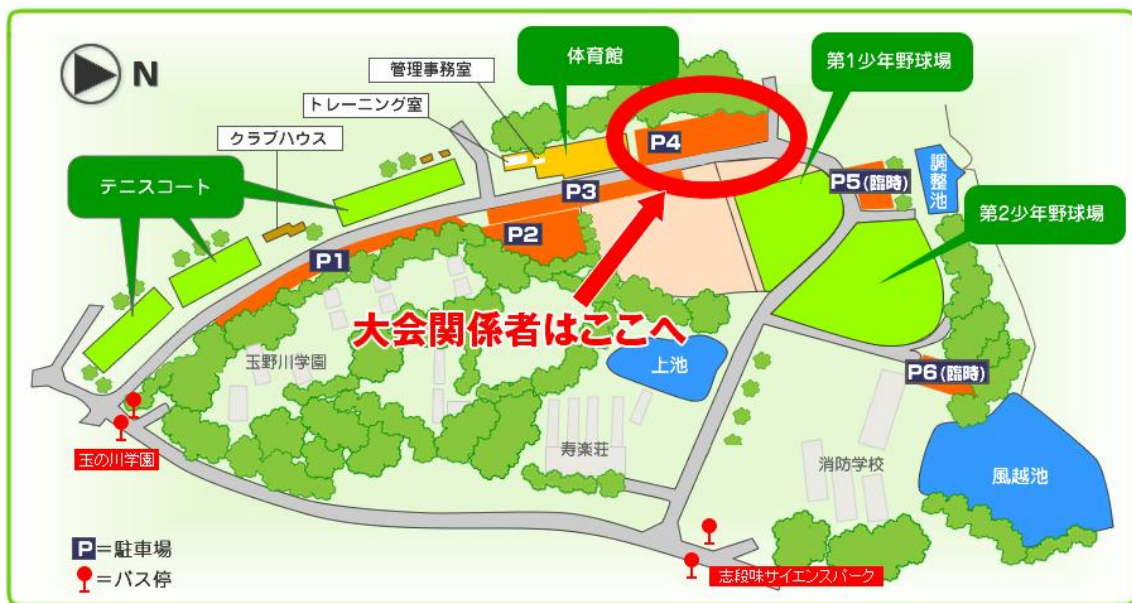 N
体育館
第1少年野球場
管理事務室
トレーニング室
クラブハウス
テニスコート
P4
P3
P5(臨時)
調整池
第2少年野球場
P2
P1
大会関係者はここへ
玉野川学園
上池
P6(臨時)
玉の川学園
寿楽荘
消防学校
風越池
P=駐車場
=バス停
志段味サイエンスパーク